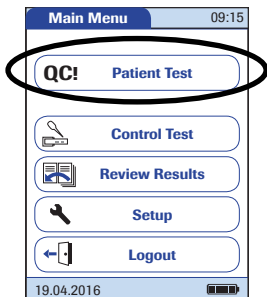 Main Menu 09:15
QC! Patient Test
Control Test
Review Results
Setup
Logout
19.04.2016